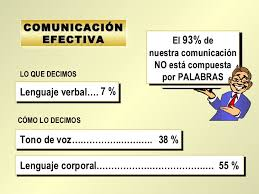 COMUNICACIÓN
EFECTIVA
El 93% de
nuestra comunicación
NO está compuesta
por PALABRAS
LO QUE DECIMOS
Lenguaje verbal.... 7 %
CÓMO LO DECIMOS
Tono de voz........................... 38 %
Lenguaje corporal....................................... 55 %